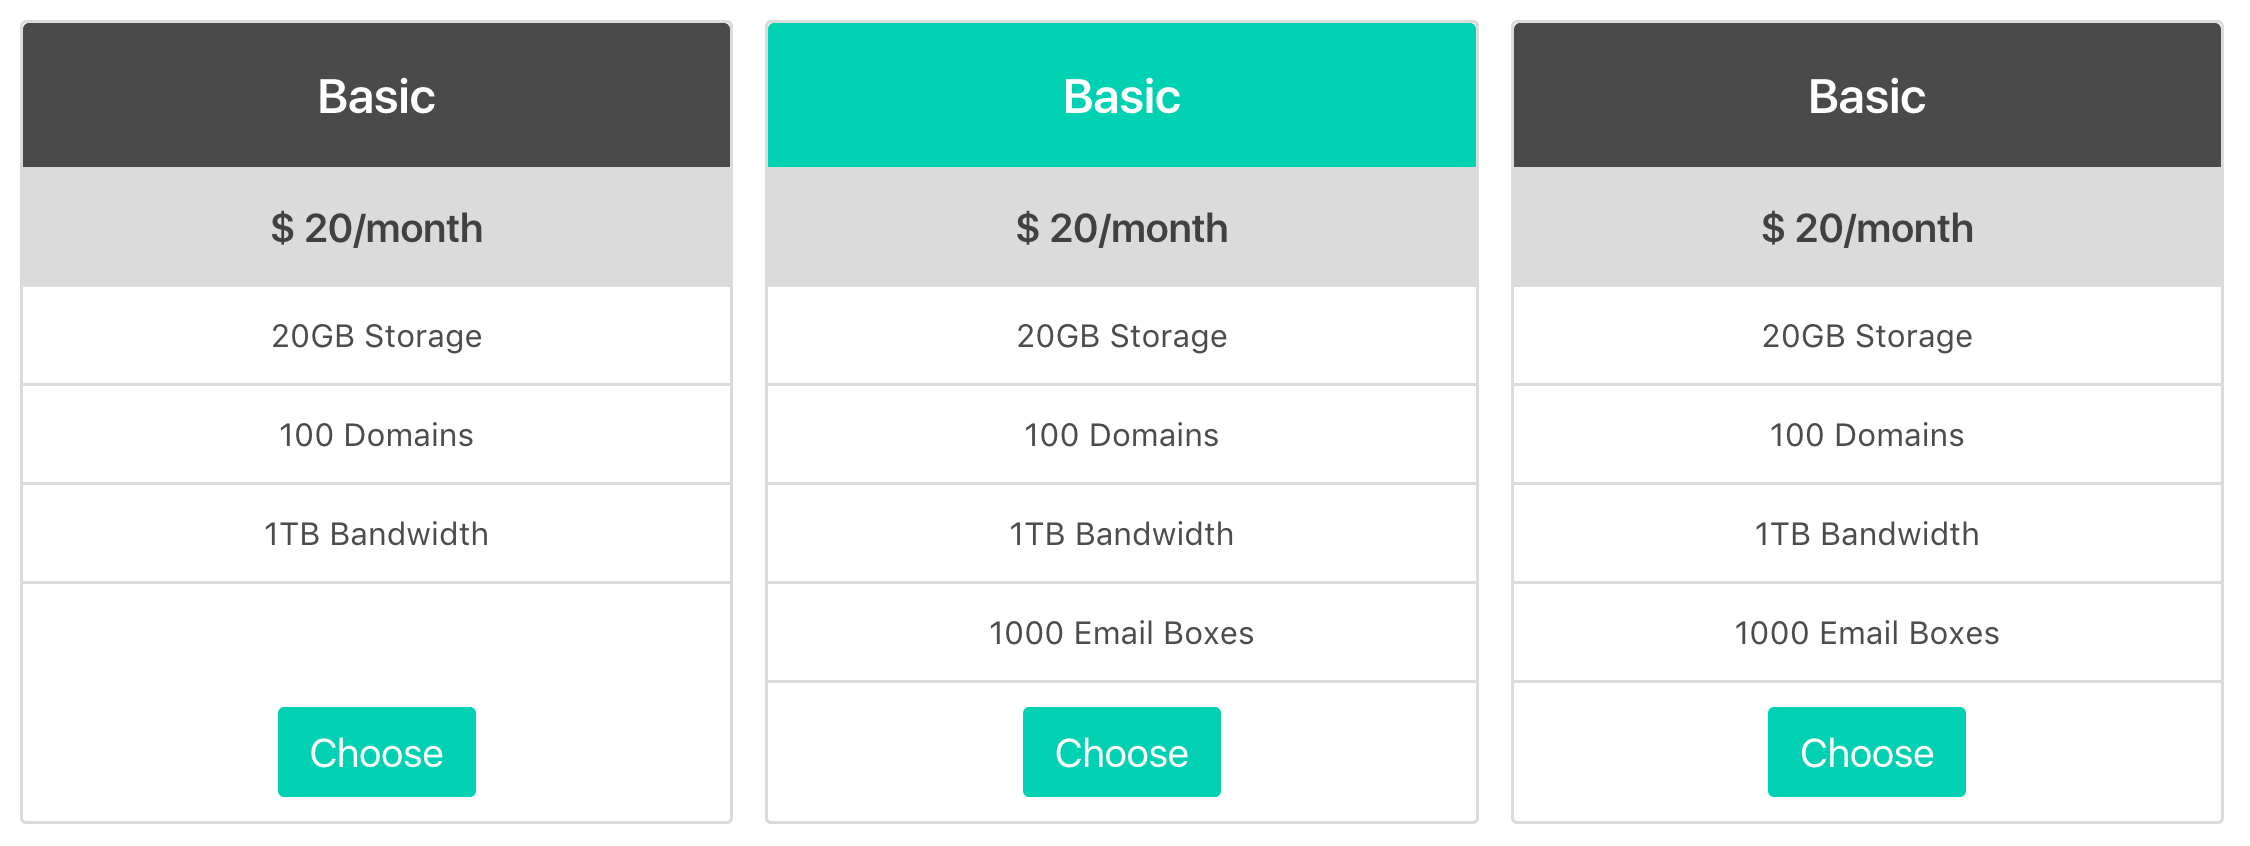 Basic
$ 20/month
20GB Storage
100 Domains
1TB Bandwidth
Choose
Basic
$ 20/month
20GB Storage
100 Domains
1TB Bandwidth
1000 Email Boxes
Choose
Basic
$ 20/month
20GB Storage
100 Domains
1TB Bandwidth
1000 Email Boxes
Choose